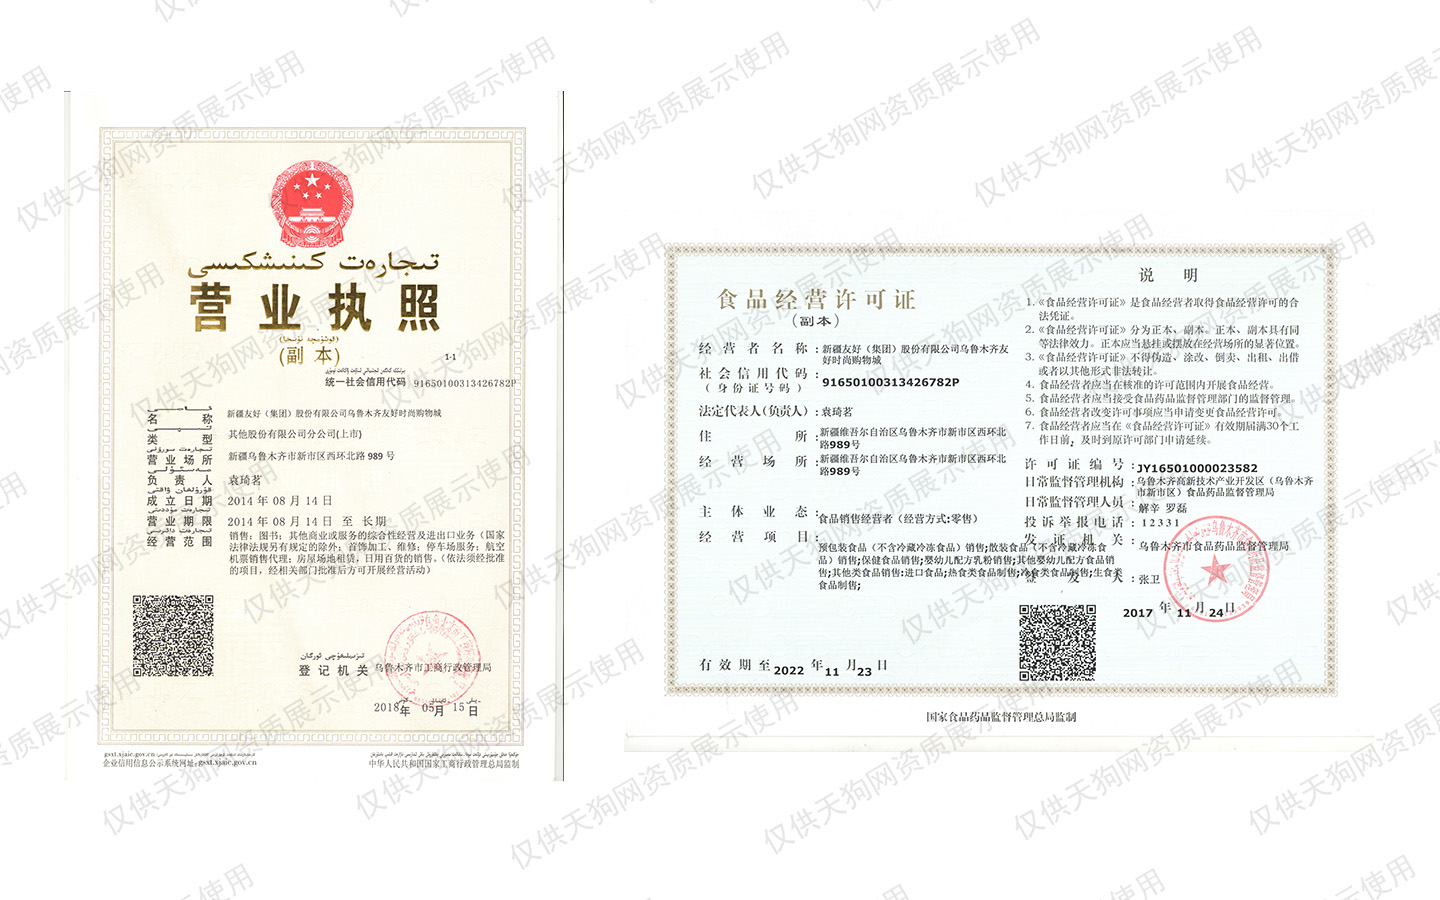 تىجارەت كىنىشكىسى
营业执照
(قوشۇمچە نۇسخا)
(副本)
1-1
统一社会信用代码 91650100313426782P
名称 新疆友好（集团）股份有限公司乌鲁木齐友好时尚购物城
类型 其他股份有限公司分公司(上市)
营业场所 新疆乌鲁木齐市新市区西环北路 989 号
负责人 袁琦茗
成立日期 2014 年 08 月 14 日
营业期限 2014 年 08 月 14 日 至 长期
经营范围 销售：图书；其他商业或服务的综合性经营及进出口业务（国家
法律法规另有规定的除外；首饰加工、维修；停车场服务；航空
机票销售代理；房屋场地租赁，日用百货的销售。（依法须经批准
的项目，经相关部门批准后方可开展经营活动）
登记机关 乌鲁木齐市工商行政管理局
2018年 05月 15日
gsxt.xjaic.gov.cn
企业信用信息公示系统网址：gsxt.xjaic.gov.cn
中华人民共和国国家工商行政管理总局监制
食品经营许可证
（副本）
经营者名称：新疆友好（集团）股份有限公司乌鲁木齐友
好时尚购物城
社会信用代码：91650100313426782P
（身份证号码）
法定代表人(负责人)：袁琦茗
住所：新疆维吾尔自治区乌鲁木齐市新市区西环北
路989号
经营场所：新疆维吾尔自治区乌鲁木齐市新市区西环北
路989号
主体业态：食品销售经营者（经营方式:零售）
经营项目：预包装食品（不含冷藏冷冻食品）销售;散装食品（不含冷藏冷冻食
品）销售;保健食品销售;婴幼儿配方乳粉销售;其他婴幼儿配方食品销
售;其他类食品销售:进口食品;热食类食品制售;冷食类食品制售;生食类
食品制售;
有效期至2022年11月23日
说明
1.《食品经营许可证》是食品经营者取得食品经营许可的合
法凭证。
2.《食品经营许可证》分为正本、副本。正本、副本具有同
等法律效力。正本应当悬挂或摆放在经营场所的显著位置。
3.《食品经营许可证》不得伪造、涂改、倒卖、出租、出借
或者以其他形式非法转让。
4. 食品经营者应当在核准的许可范围内开展食品经营。
5. 食品经营者应当接受食品药品监督管理部门的监督管理。
6. 食品经营者改变许可事项应当申请变更食品经营许可。
7. 食品经营者应当在《食品经营许可证》有效期届满30个工
作日前，及时到原许可部门申请延续。
许可证编号：JY16501000023582
日常监督管理机构：乌鲁木齐高新技术产业开发区（乌鲁木齐
市新市区）食品药品监督管理局
日常监督管理人员：解辛 罗磊
投诉举报电话：12331
发证机关：乌鲁木齐市食品药品监督管理局
签发人：张卫
2017年11月24日
国家食品药品监督管理总局监制
仅供天狗网资质展示使用